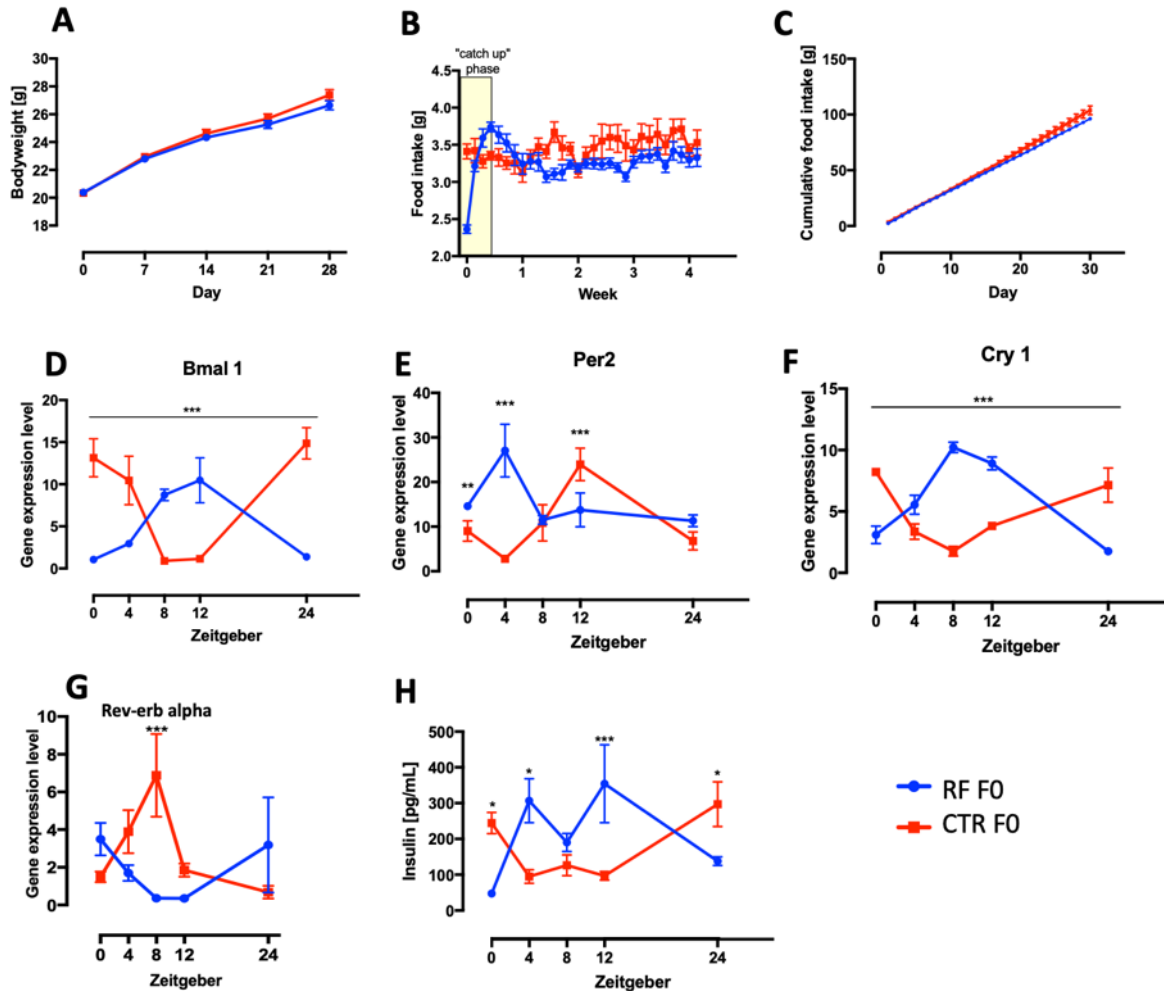 A
Bodyweight [g]
30
28
26
24
22
20
18
0 7 14 21 28
Day
B
"catch up"
phase
Food intake [g]
4.5
4.0
3.5
3.0
2.5
2.0
0 1 2 3 4
Week
C
Cumulative food intake [g]
150
100
50
0
0 10 20 30
Day
D
Bmal 1
***
Gene expression level
20
15
10
5
0
0 4 8 12 24
Zeitgeber
E
Per2
** *** ***
Gene expression level
40
30
20
10
0
0 4 8 12 24
Zeitgeber
F
Cry 1
***
Gene expression level
15
10
5
0
0 4 8 12 24
Zeitgeber
G
Rev-erb alpha
***
Gene expression level
10
8
6
4
2
0
0 4 8 12 24
Zeitgeber
H
* * *** *
Insulin [pg/mL]
500
400
300
200
100
0
0 4 8 12 24
Zeitgeber
RF F0
CTR F0